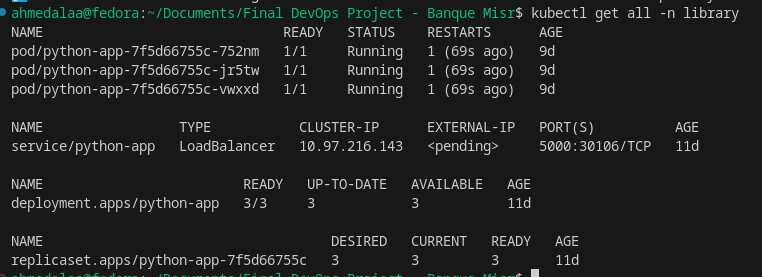 ahmedalaa@fedora:~/Documents/Final DevOps Project - Banque Misr$ kubectl get all -n library
NAME                              READY   STATUS    RESTARTS      AGE
pod/python-app-7f5d66755c-752nm   1/1     Running   1 (69s ago)   9d
pod/python-app-7f5d66755c-jr5tw   1/1     Running   1 (69s ago)   9d
pod/python-app-7f5d66755c-vwxxd   1/1     Running   1 (69s ago)   9d
NAME                 TYPE           CLUSTER-IP      EXTERNAL-IP   PORT(S)          AGE
service/python-app   LoadBalancer   10.97.216.143   <pending>     5000:30106/TCP   11d
NAME                         READY   UP-TO-DATE   AVAILABLE   AGE
deployment.apps/python-app   3/3     3            3           11d
NAME                                    DESIRED   CURRENT   READY   AGE
replicaset.apps/python-app-7f5d66755c   3         3         3       11d
ahmedalaa@fedora:~/Documents/Final DevOps Project - Banque Misr$